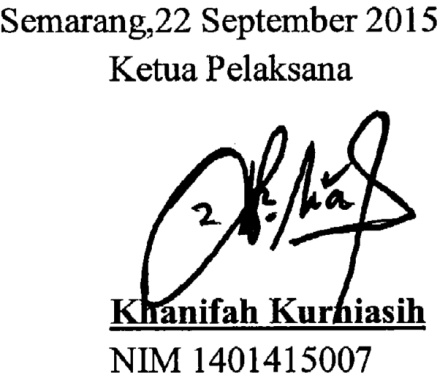 Semarang,22 September 2015
Ketua Pelaksana
Khanifah Kurniasih
NIM 1401415007